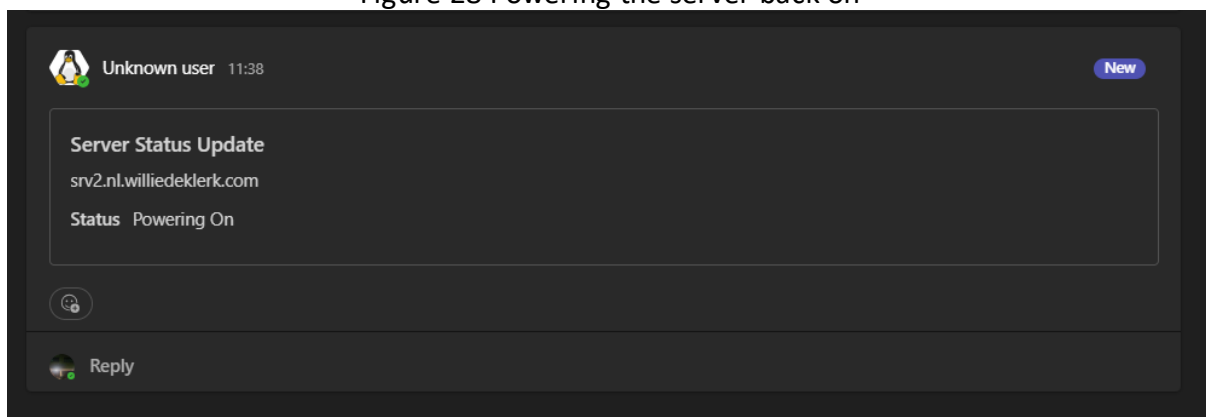 Figure 28 Powering the server back on
Unknown user 11:38
New
Server Status Update
srv2.nl.williedeklerk.com
Status Powering On
Reply